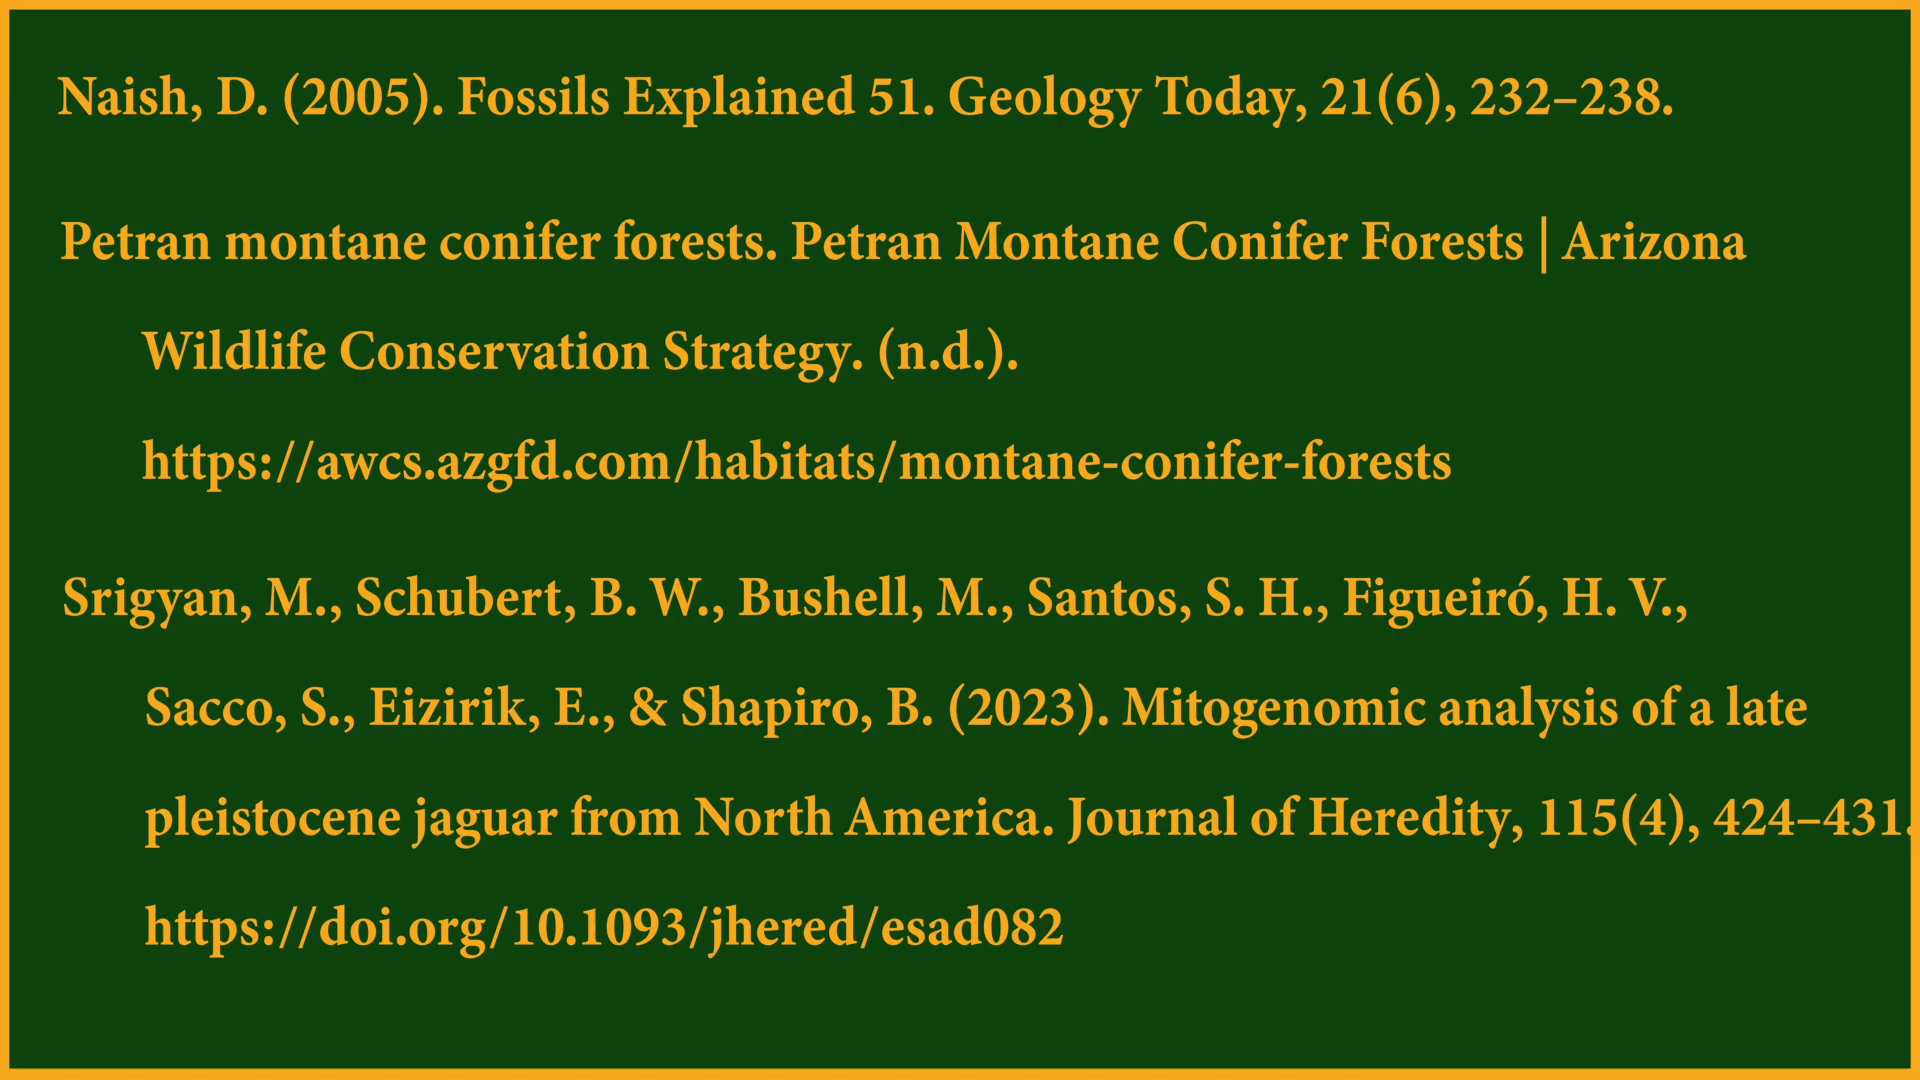 Naish, D. (2005). Fossils Explained 51. Geology Today, 21(6), 232–238.
Petran montane conifer forests. Petran Montane Conifer Forests | Arizona
Wildlife Conservation Strategy. (n.d.).
https://awcs.azgfd.com/habitats/montane-conifer-forests
Srigyan, M., Schubert, B. W., Bushell, M., Santos, S. H., Figueiró, H. V.,
Sacco, S., Eizirik, E., & Shapiro, B. (2023). Mitogenomic analysis of a late
pleistocene jaguar from North America. Journal of Heredity, 115(4), 424–431.
https://doi.org/10.1093/jhered/esad082